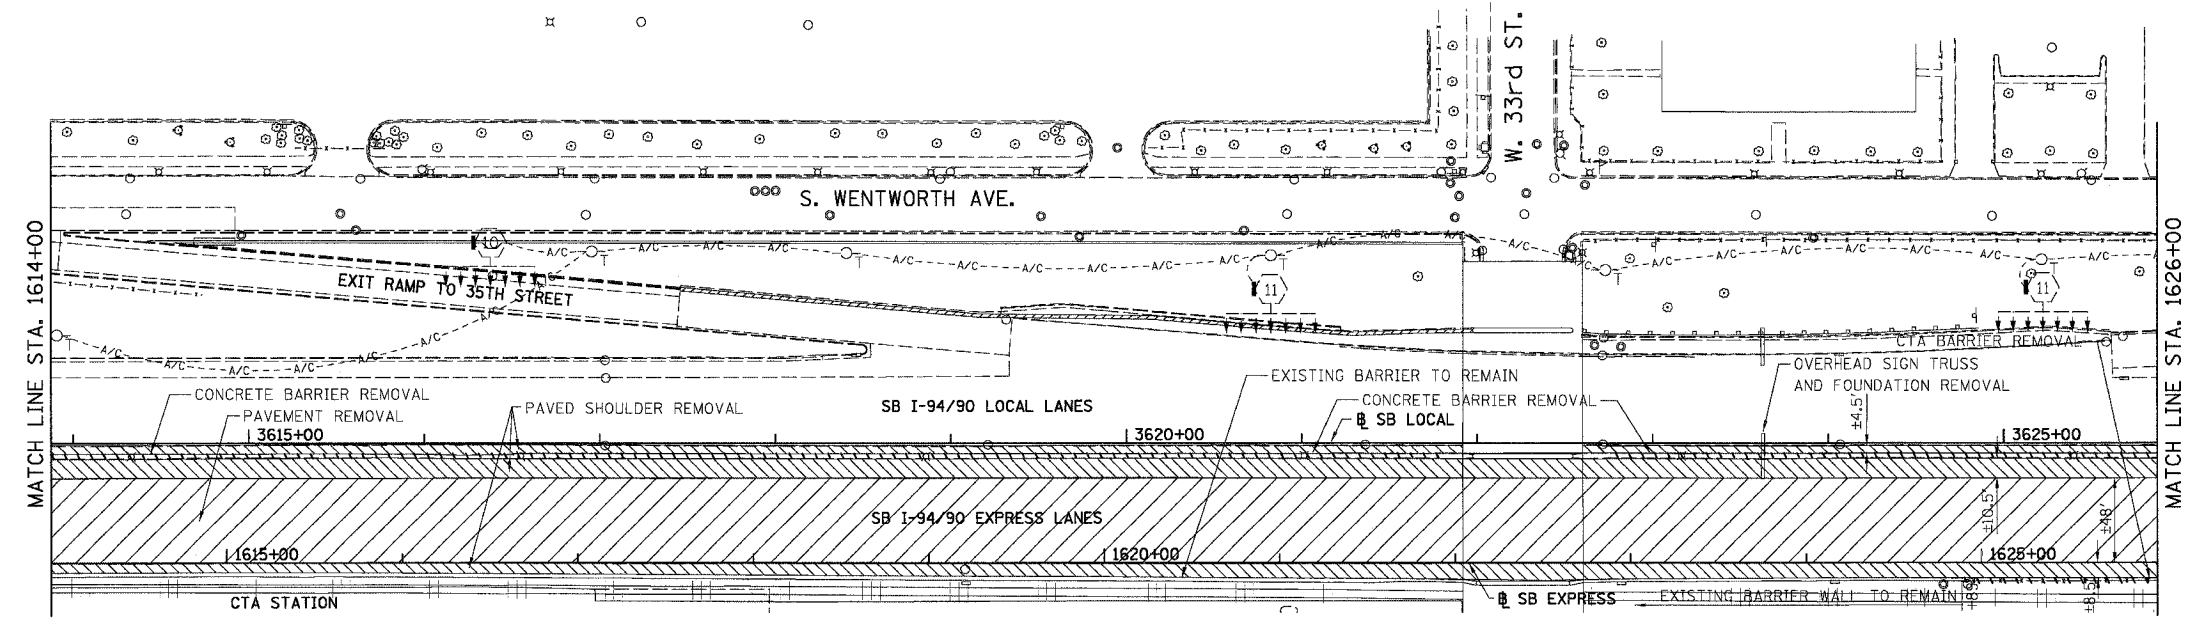 W. 33rd ST.
S. WENTWORTH AVE.
MATCH LINE STA. 1614+00
MATCH LINE STA. 1626+00
10
A/C A/C A/C A/C A/C A/C A/C A/C A/C A/C A/C A/C A/C A/C A/C A/C A/C A/C
EXIT RAMP TO 35TH STREET
11
11
T T T T T
A/C A/C A/C A/C A/C A/C
CTA BARRIER REMOVAL
OVERHEAD SIGN TRUSS
AND FOUNDATION REMOVAL
EXISTING BARRIER TO REMAIN
CONCRETE BARRIER REMOVAL
CONCRETE BARRIER REMOVAL
PAVEMENT REMOVAL
PAVED SHOULDER REMOVAL
SB I-94/90 LOCAL LANES
℄ SB LOCAL
±4.5'
3615+00
3620+00
3625+00
SB I-94/90 EXPRESS LANES
±10.5'
±48'
1615+00
1620+00
1625+00
CTA STATION
℄ SB EXPRESS
EXISTING BARRIER WALL TO REMAIN
±8.5'